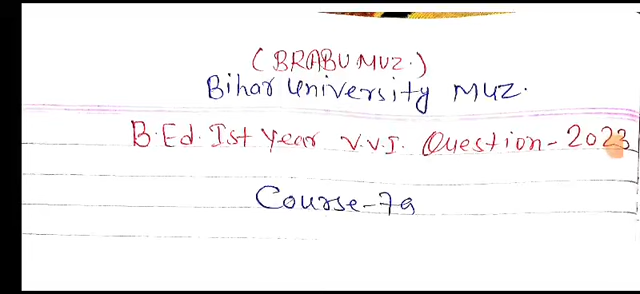 (BRABU MUZ.)
Bihar University MUZ.
B.Ed. Ist Year V.V.I. Question-2023
Course-7a